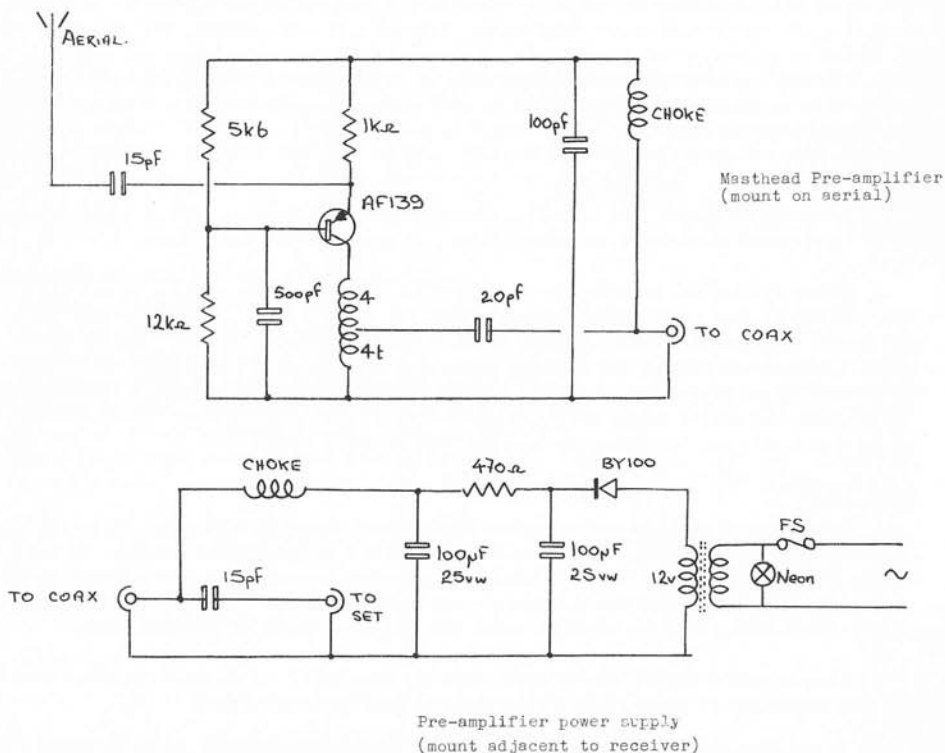 AERIAL.
5k6
1kΩ
100pf
CHOKE
15pf
Masthead Pre-amplifier
(mount on aerial)
AF139
500pf
4
20pf
12kΩ
4t
TO COAX
CHOKE
470Ω
BY100
FS
100µF
25vw
100µF
25vw
12v
Neon
~
15pf
TO COAX
TO
SET
Pre-amplifier power supply
(mount adjacent to receiver)